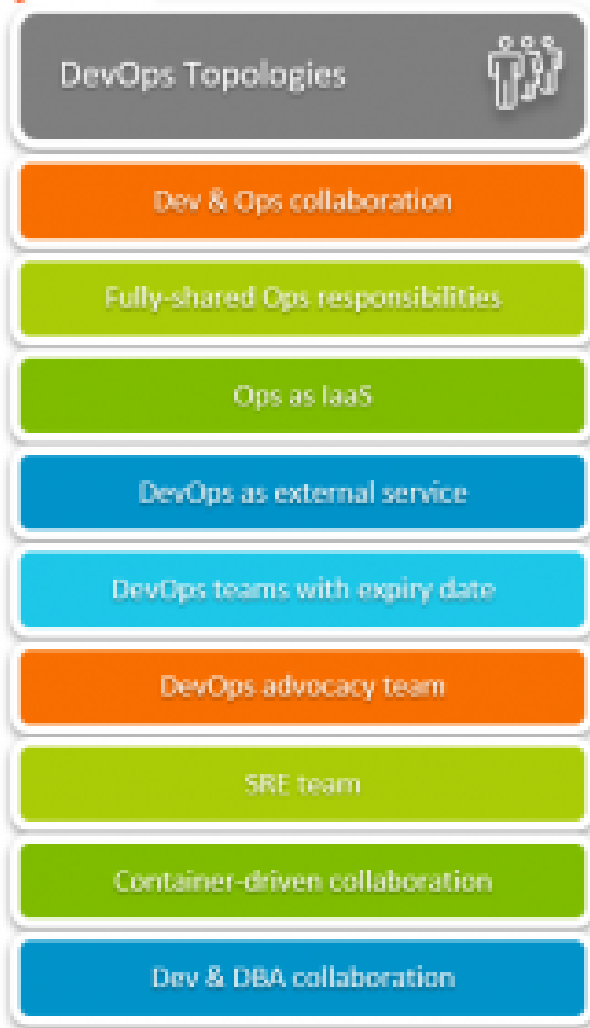 DevOps Topologies
Dev & Ops collaboration
Fully-shared Ops responsibilities
Ops as IaaS
DevOps as external service
DevOps teams with expiry date
DevOps advocacy team
SRE team
Container-driven collaboration
Dev & DBA collaboration